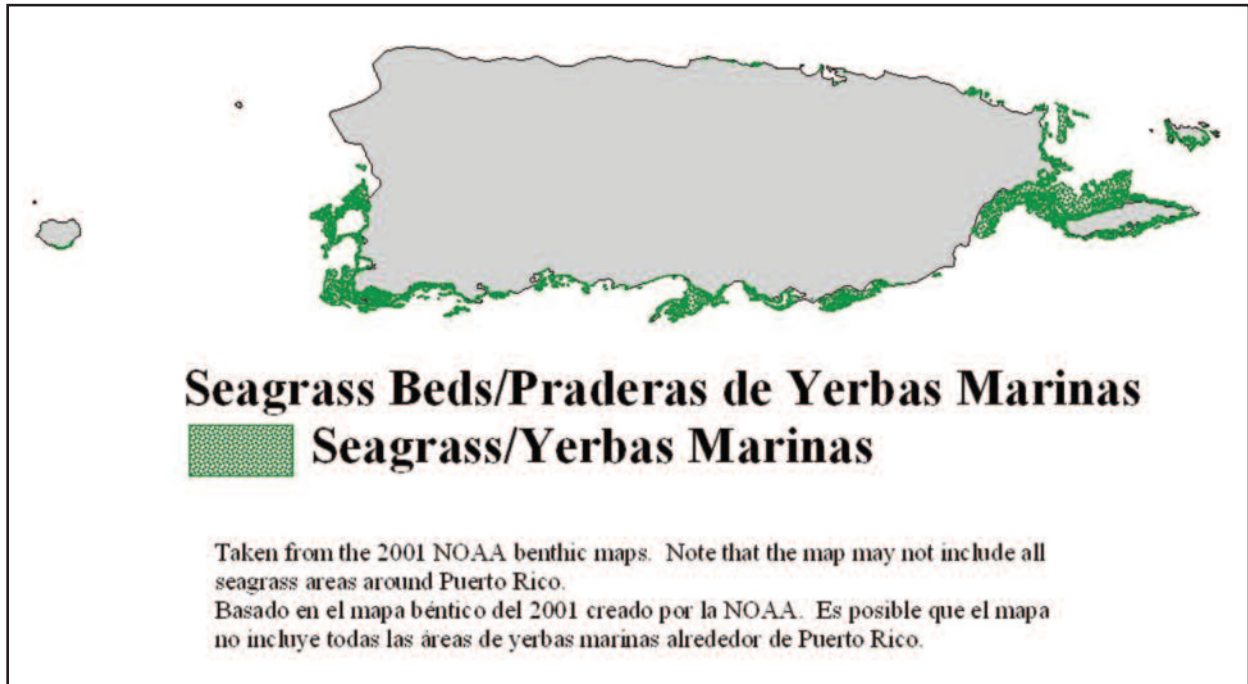 Seagrass Beds/Praderas de Yerbas Marinas
Seagrass/Yerbas Marinas
Taken from the 2001 NOAA benthic maps.  Note that the map may not include all
seagrass areas around Puerto Rico.
Basado en el mapa béntico del 2001 creado por la NOAA.  Es posible que el mapa
no incluye todas las áreas de yerbas marinas alrededor de Puerto Rico.